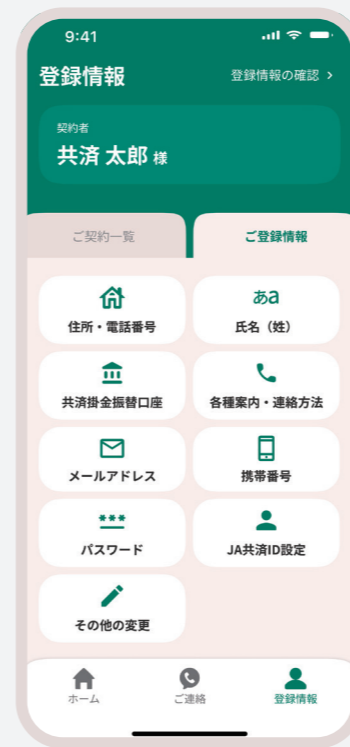 9:41
登録情報
登録情報の確認 ›
契約者
共済 太郎 様
ご契約一覧
ご登録情報
住所・電話番号
あa
氏名（姓）
共済掛金振替口座
各種案内・連絡方法
メールアドレス
携帯番号
***
パスワード
JA共済ID設定
その他の変更
ホーム
ご連絡
登録情報